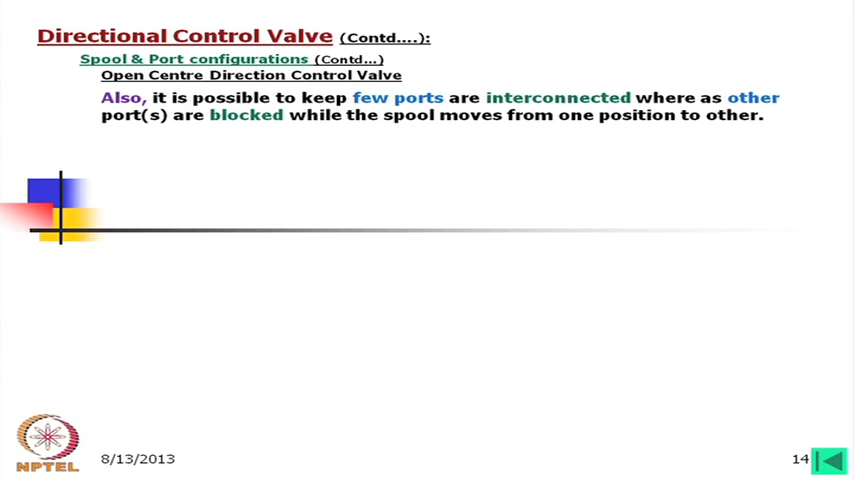 Directional Control Valve (Contd....):
Spool & Port configurations (Contd...)
Open Centre Direction Control Valve
Also, it is possible to keep few ports are interconnected where as other
port(s) are blocked while the spool moves from one position to other.
NPTEL
8/13/2013
14